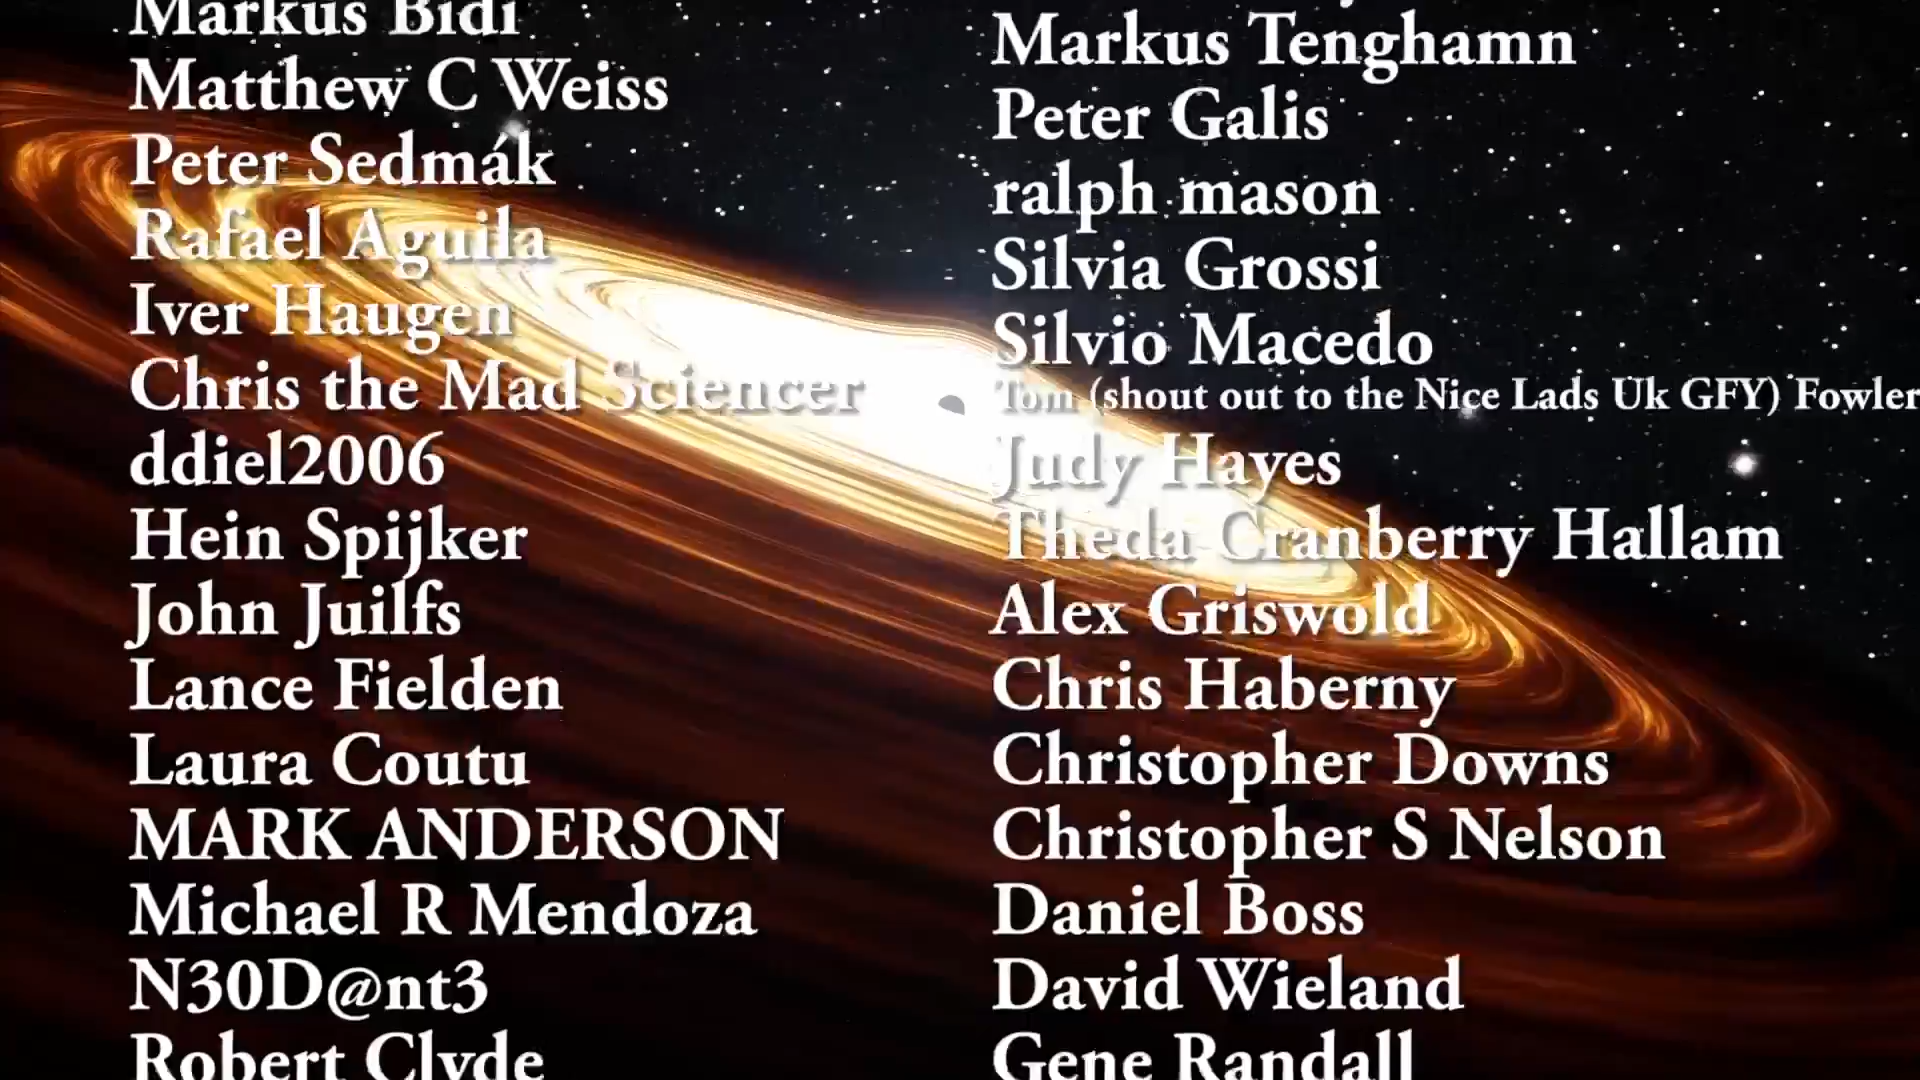 Markus Bidi
Matthew C Weiss
Peter Sedmák
Rafael Aguila
Iver Haugen
Chris the Mad Sciencer
ddiel2006
Hein Spijker
John Juilfs
Lance Fielden
Laura Coutu
MARK ANDERSON
Michael R Mendoza
N30D@nt3
Robert Clyde
Markus Tenghamn
Peter Galis
ralph mason
Silvia Grossi
Silvio Macedo
Tom (shout out to the Nice Lads Uk GFY) Fowler
Judy Hayes
Theda Cranberry Hallam
Alex Griswold
Chris Haberny
Christopher Downs
Christopher S Nelson
Daniel Boss
David Wieland
Gene Randall